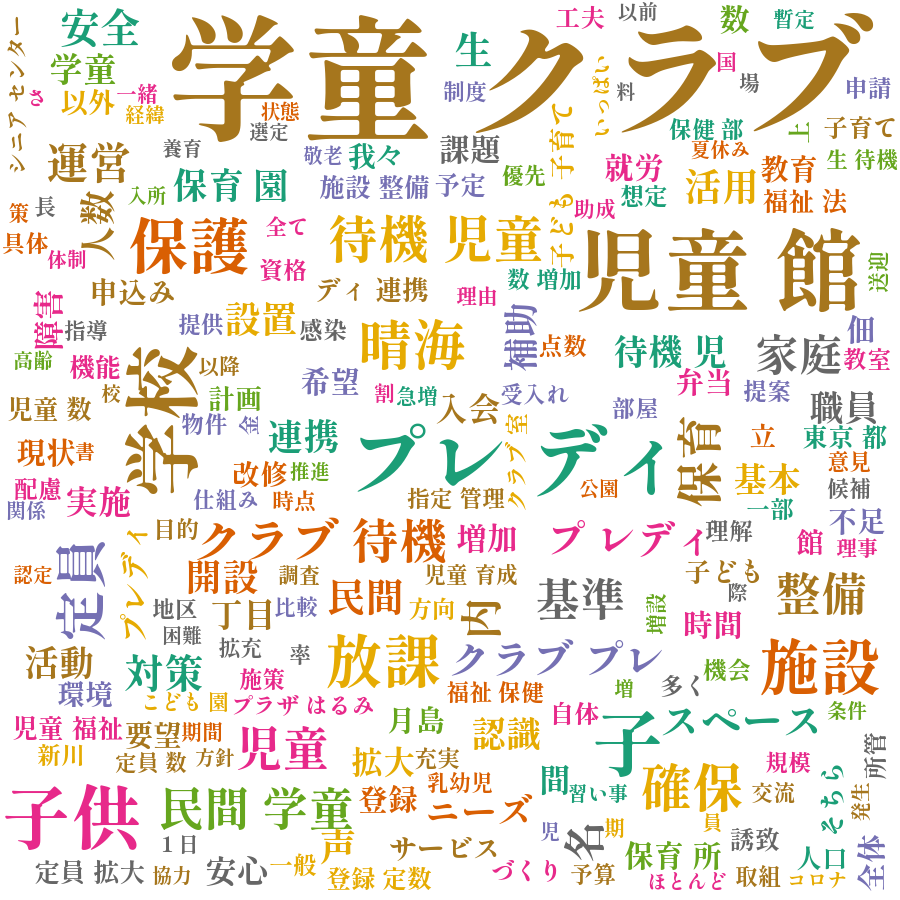 学童 クラブ
工夫
以前
数
暫定
安全
生
国
場
シニア センター
学童
さ
以外
一緒
経緯
状態
選定
制度
いきいき
料
申請
保健 部
上
子育て
養育
敬老
我々
課題
子ども 子育て
夏休み
生 待機
運営
保育 園
施設 整備 予定
優先
就労
想定
教育
活用
福祉 法
入所
助成
策
長
人数
具体
体制
保護
全て
待機 児童
資格
数 増加
児童 館
送迎
申込み
ディ 連携
理由
障害
指導
提供
設置
感染
晴海
補助
点数
待機 児
家庭
佃
教室
高齢
機能
校
学校
以降
希望
割
急増
受入れ
弁当
提案
計画
児童 数
物件
金
入会
部屋
職員
クラブ 室
現状
書
連携
プレディ
保育
立
東京 都
意見
基本
改修
推進
公園
候補
配慮
関係
実施
仕組み
時点
指定 管理
一部
不足
目的
クラブ 待機
増加
プレディ
理解
館
理事
プレディ
定員
認定
開設
調査
児童 育成
子ども
際
民間
基準
整備
地区
丁目
比較
方向
内
増設
時間
困難
拡充
率
活動
対策
放課
クラブ プレ
機会
施設
施策
環境
福祉 保健
増
多く
こども 園
プラザ はるみ
自体
条件
児童 福祉
要望
期間
児童
月島
認識
子
スペース
新川
定員 数
方針
拡大
充実
規模
所管
乳幼児
間
習い事
確保
交流
そちら
発生
子供
民間 学童
登録
ニーズ
員
児
名
期
誘致
1日
声
サービス
保育 所
人口
全体
定員 拡大
協力
安心
一般
登録 定数
づくり
予算
ほとんど
取組
コロナ